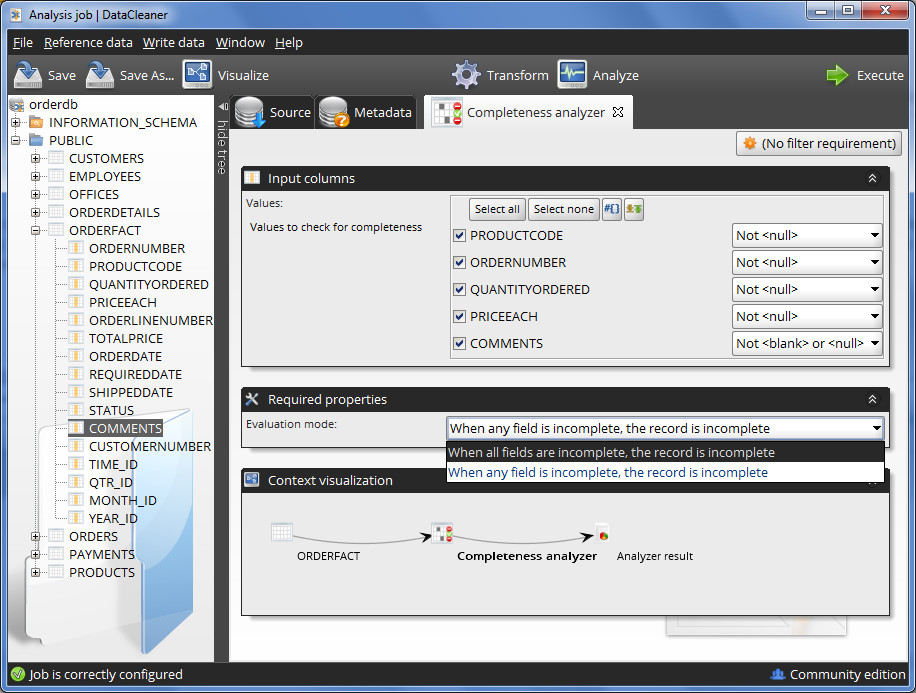 Analysis job | DataCleaner
File Reference data Write data Window Help
Save Save As... Visualize Transform Analyze Execute
orderdb
INFORMATION_SCHEMA
PUBLIC
CUSTOMERS
EMPLOYEES
OFFICES
ORDERDETAILS
ORDERFACT
ORDERNUMBER
PRODUCTCODE
QUANTITYORDERED
PRICEEACH
ORDERLINENUMBER
TOTALPRICE
ORDERDATE
REQUIREDDATE
SHIPPEDDATE
STATUS
COMMENTS
CUSTOMERNUMBER
TIME_ID
QTR_ID
MONTH_ID
YEAR_ID
ORDERS
PAYMENTS
PRODUCTS
hide tree
Source Metadata Completeness analyzer
(No filter requirement)
Input columns
Values:
Values to check for completeness
Select all Select none
PRODUCTCODE Not <null>
ORDERNUMBER Not <null>
QUANTITYORDERED Not <null>
PRICEEACH Not <null>
COMMENTS Not <blank> or <null>
Required properties
Evaluation mode: When any field is incomplete, the record is incomplete
When all fields are incomplete, the record is incomplete
When any field is incomplete, the record is incomplete
Context visualization
ORDERFACT Completeness analyzer Analyzer result
Job is correctly configured Community edition